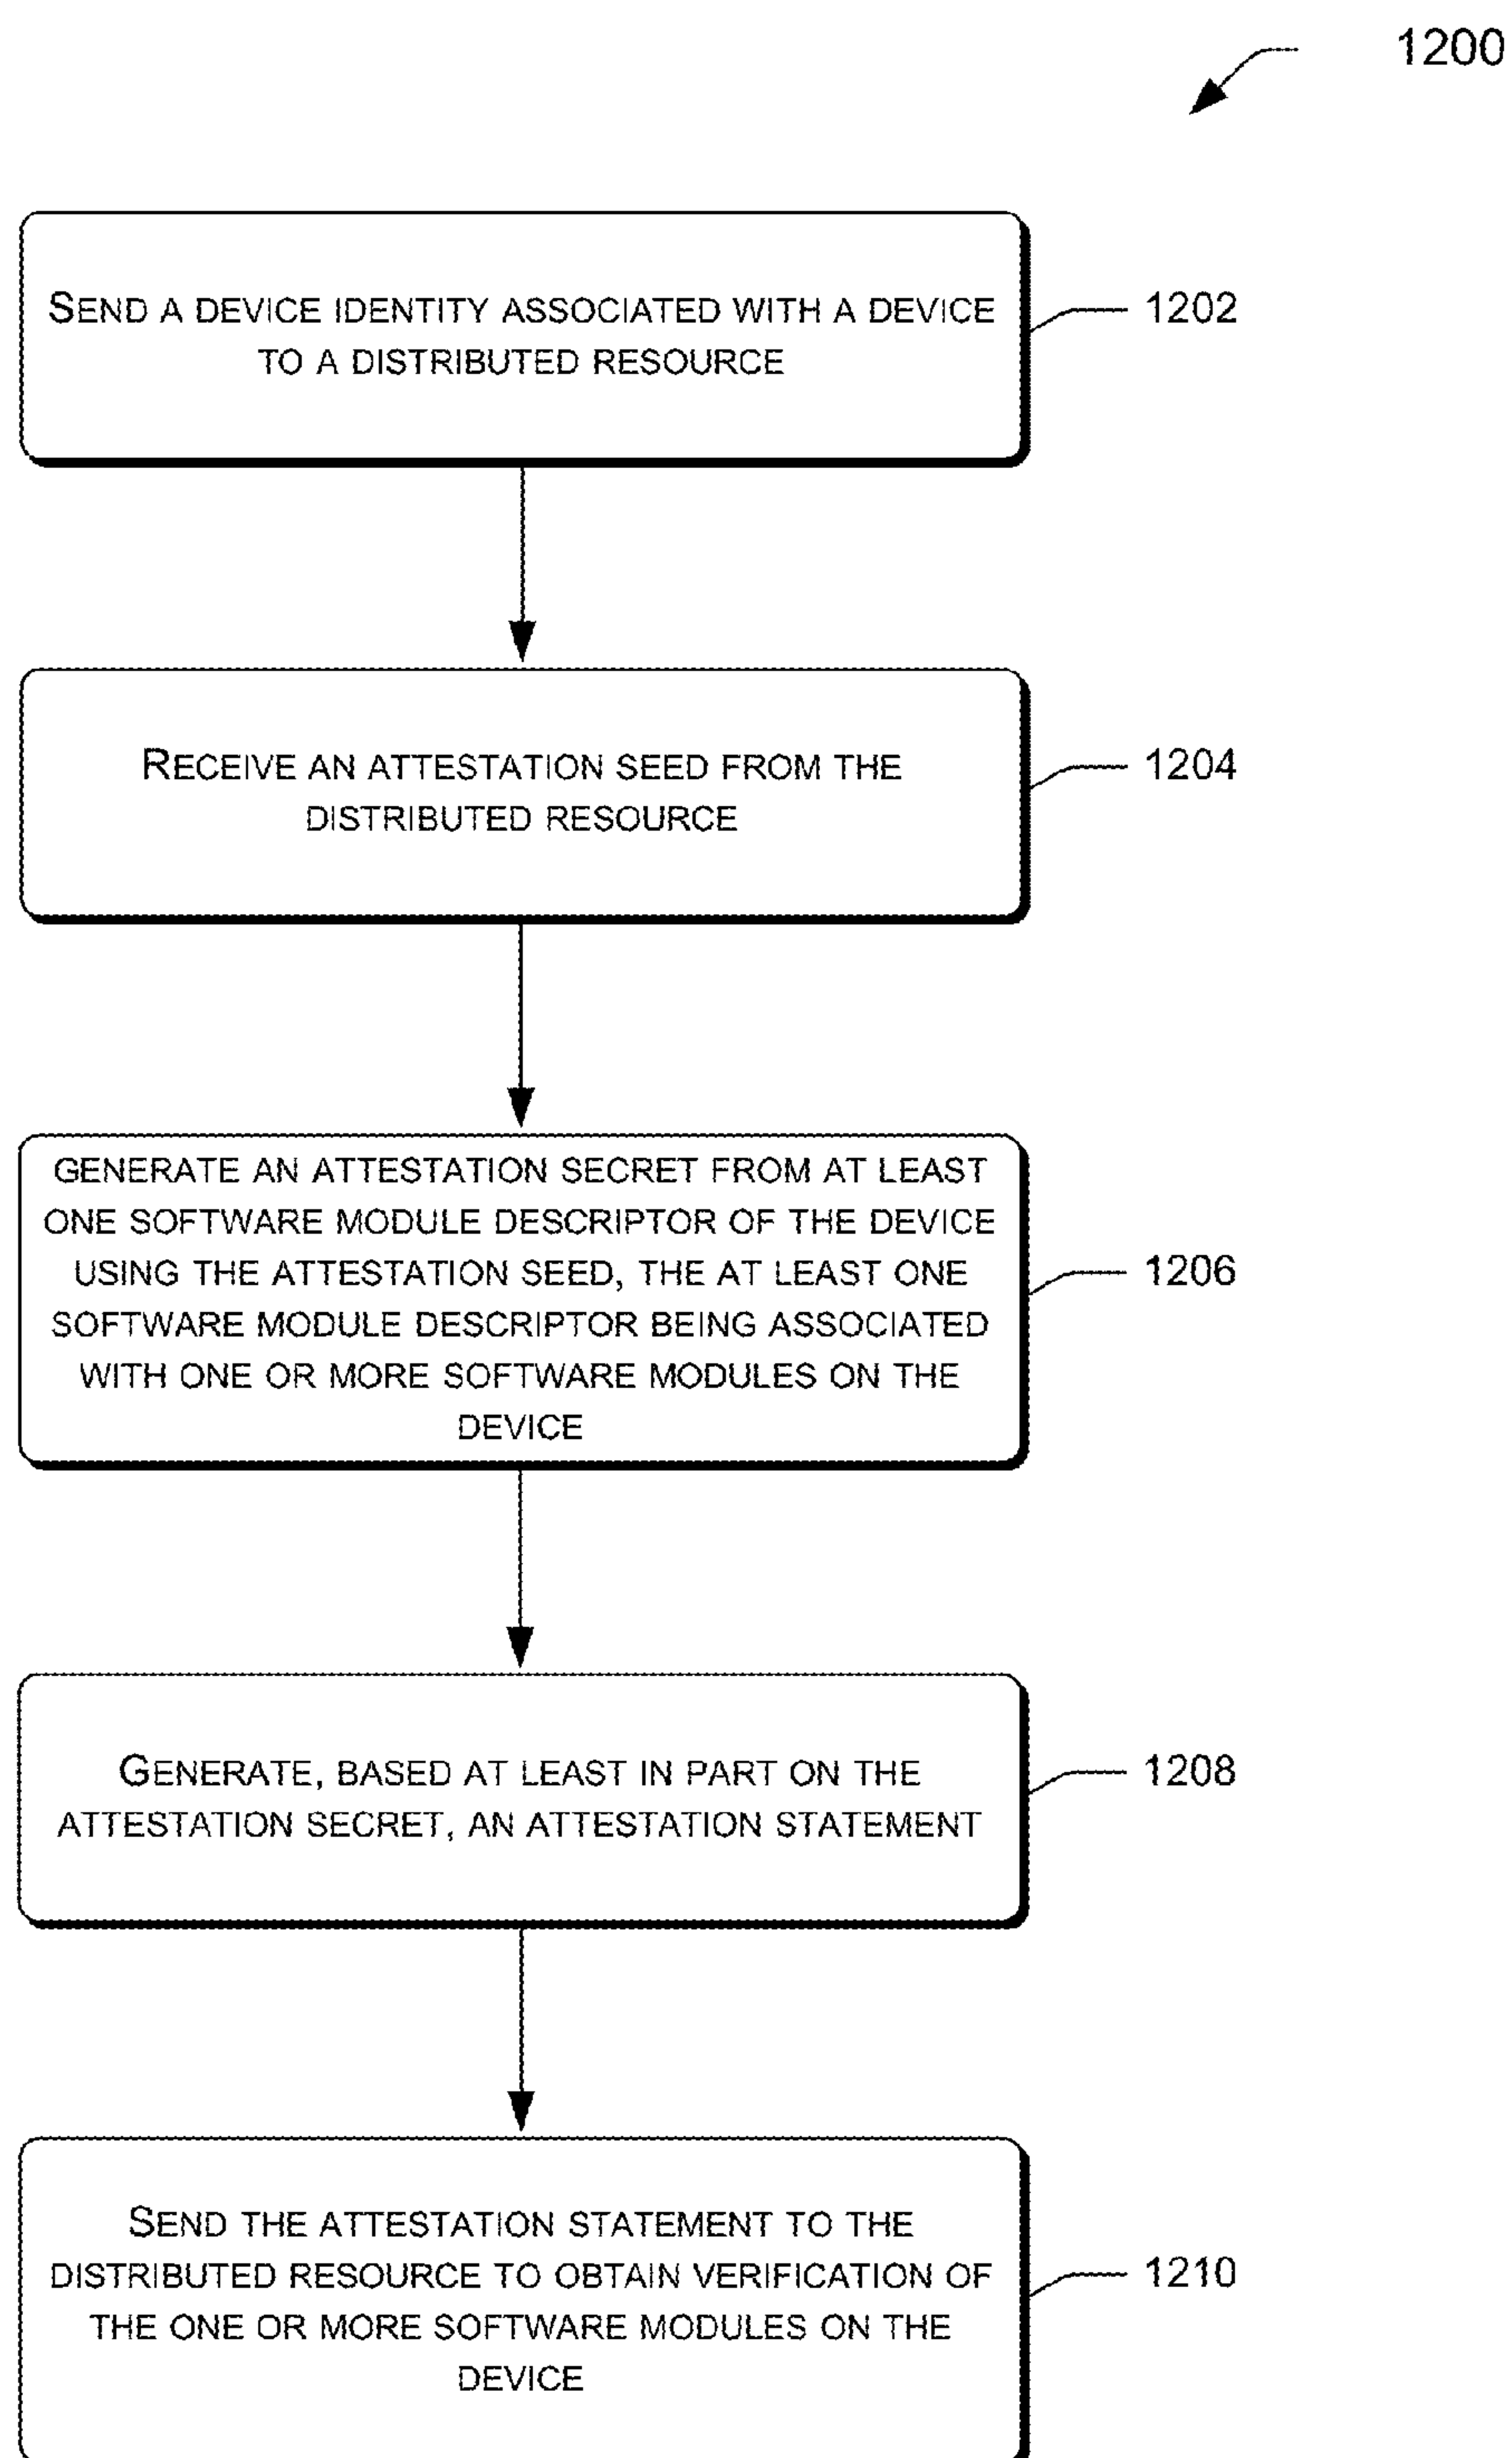 1200
SEND A DEVICE IDENTITY ASSOCIATED WITH A DEVICE
TO A DISTRIBUTED RESOURCE
1202
RECEIVE AN ATTESTATION SEED FROM THE
DISTRIBUTED RESOURCE
1204
GENERATE AN ATTESTATION SECRET FROM AT LEAST
ONE SOFTWARE MODULE DESCRIPTOR OF THE DEVICE
USING THE ATTESTATION SEED, THE AT LEAST ONE
SOFTWARE MODULE DESCRIPTOR BEING ASSOCIATED
WITH ONE OR MORE SOFTWARE MODULES ON THE
DEVICE
1206
GENERATE, BASED AT LEAST IN PART ON THE
ATTESTATION SECRET, AN ATTESTATION STATEMENT
1208
SEND THE ATTESTATION STATEMENT TO THE
DISTRIBUTED RESOURCE TO OBTAIN VERIFICATION OF
THE ONE OR MORE SOFTWARE MODULES ON THE
DEVICE
1210